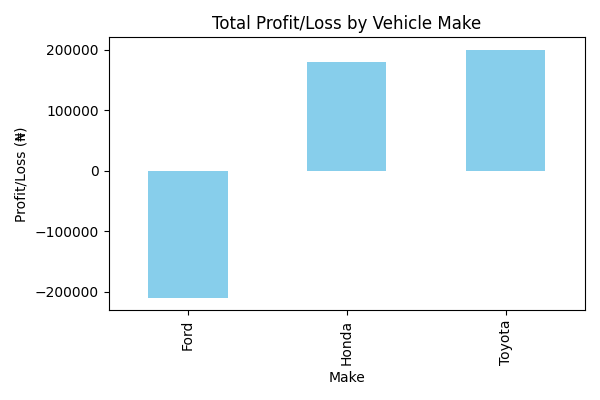 Total Profit/Loss by Vehicle Make
Profit/Loss (₦)
200000
100000
0
−100000
−200000
Ford
Honda
Toyota
Make